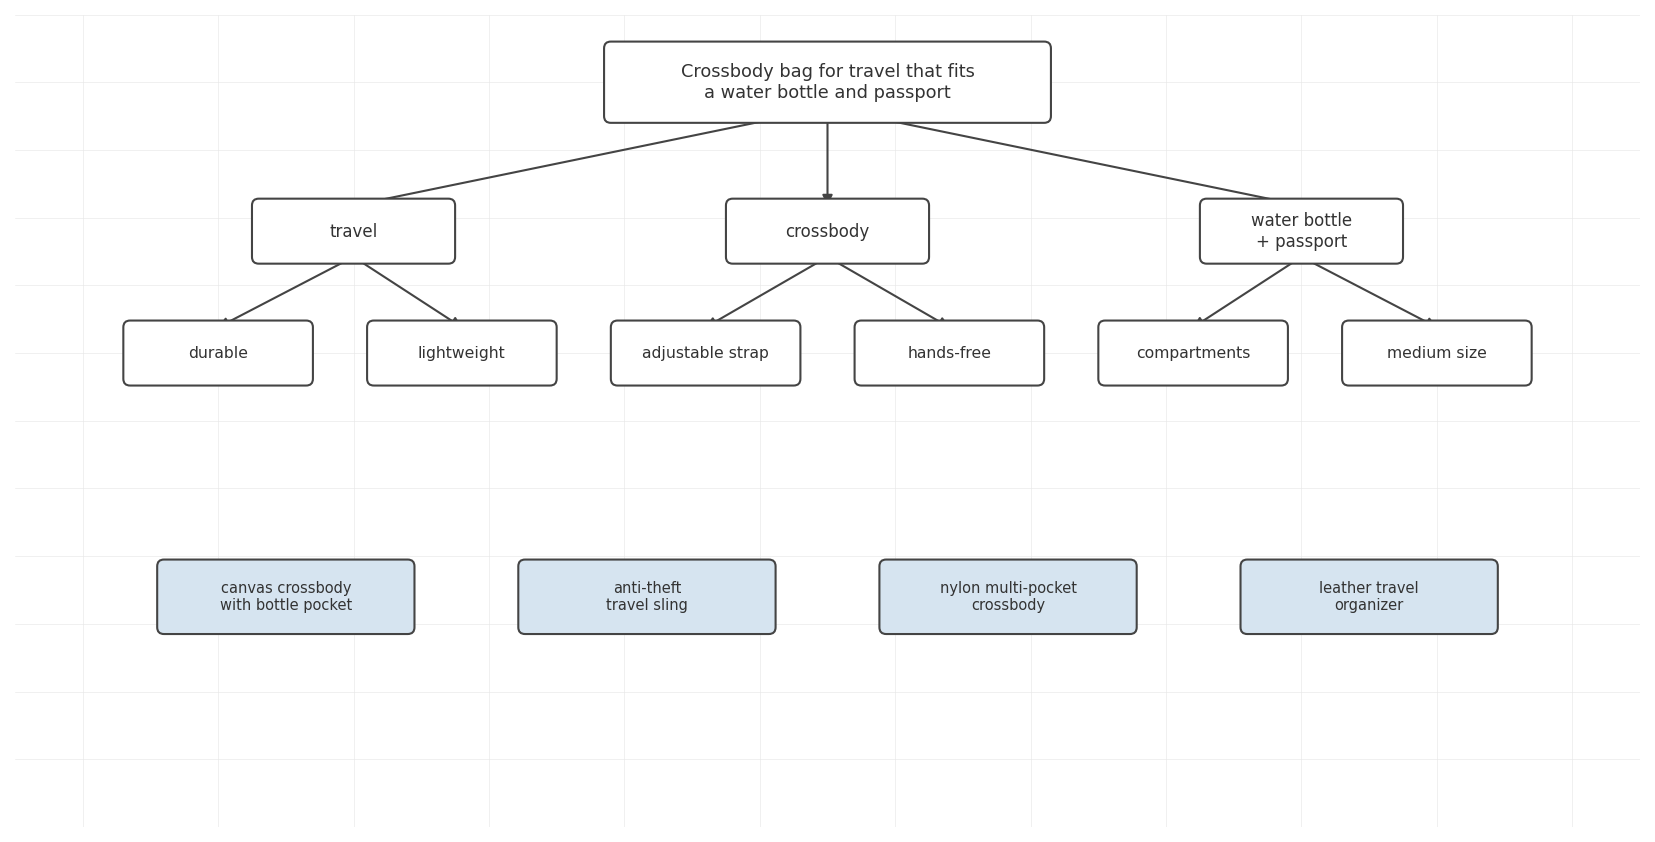 Crossbody bag for travel that fits
a water bottle and passport
travel
crossbody
water bottle
+ passport
durable
lightweight
adjustable strap
hands-free
compartments
medium size
canvas crossbody
with bottle pocket
anti-theft
travel sling
nylon multi-pocket
crossbody
leather travel
organizer